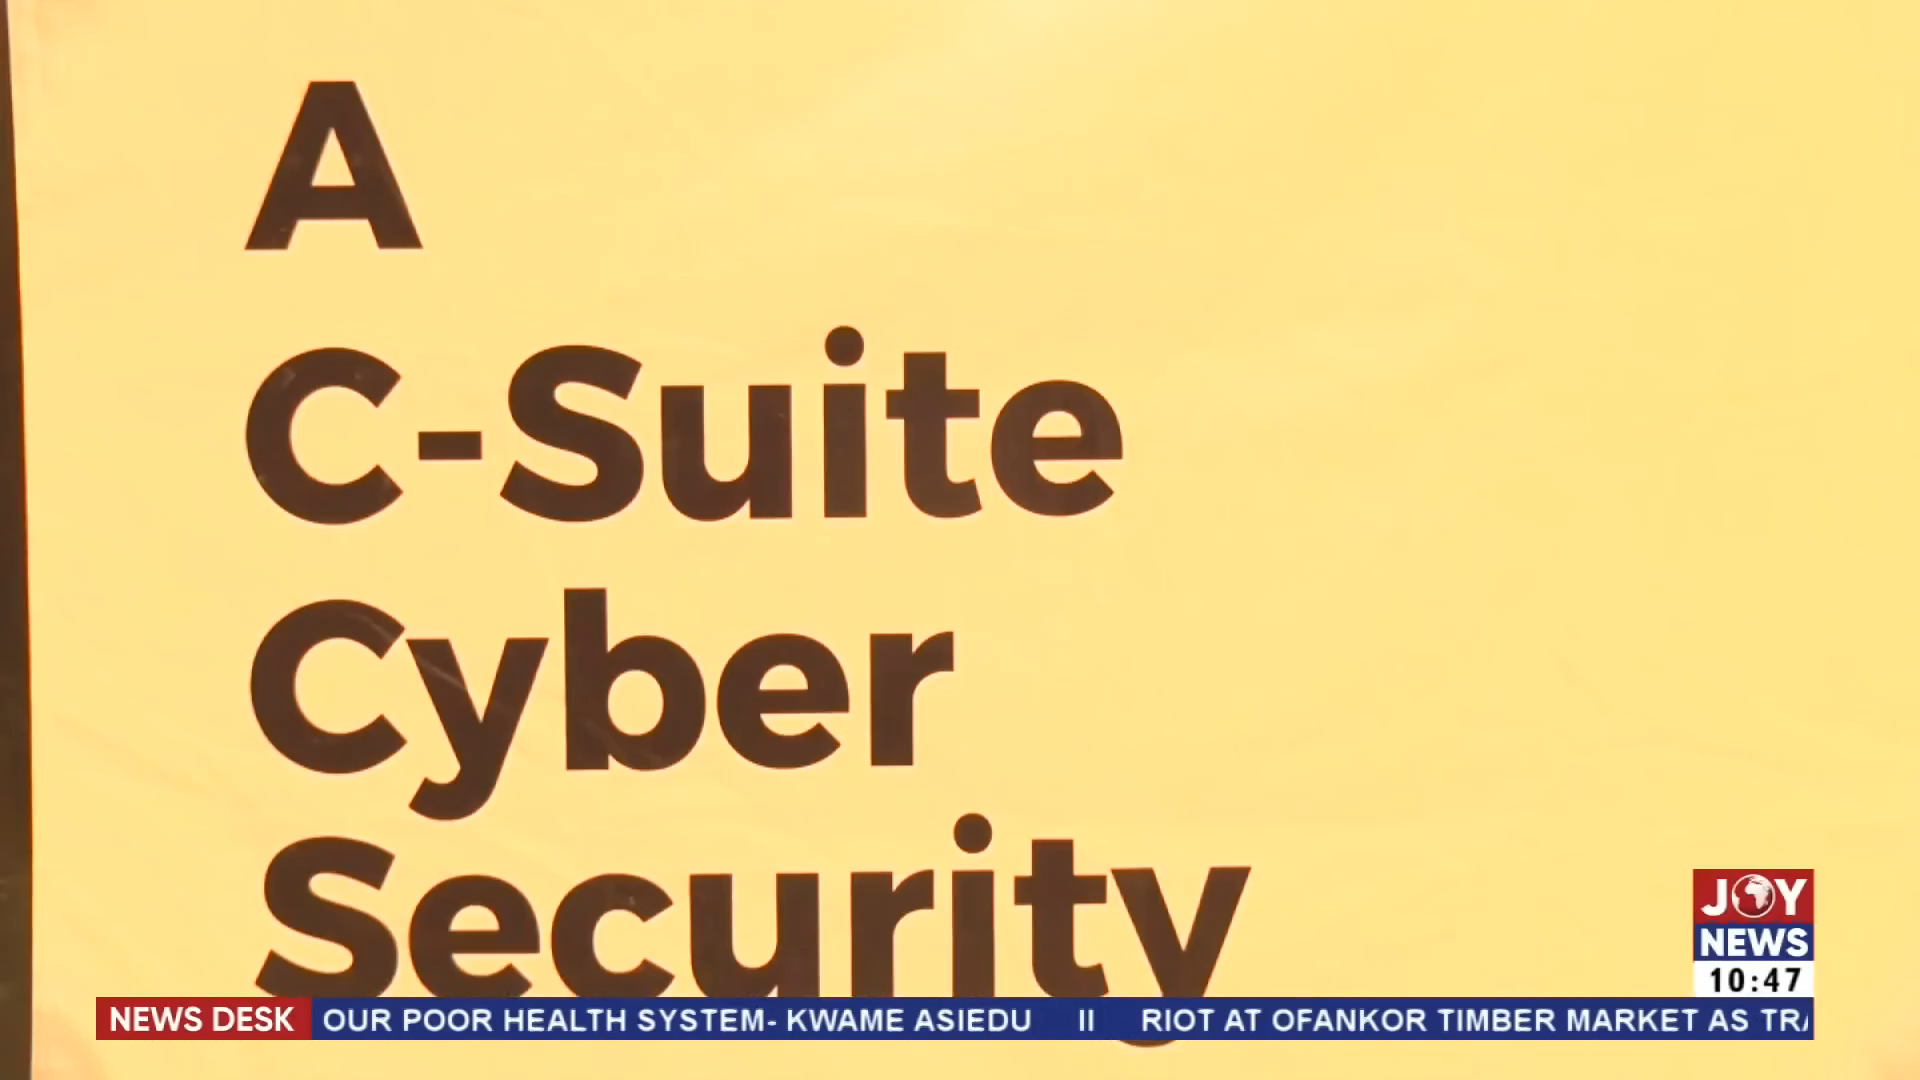 A
C-Suite
Cyber
Security
JOY
NEWS
10:47
NEWS DESK OUR POOR HEALTH SYSTEM- KWAME ASIEDU II RIOT AT OFANKOR TIMBER MARKET AS